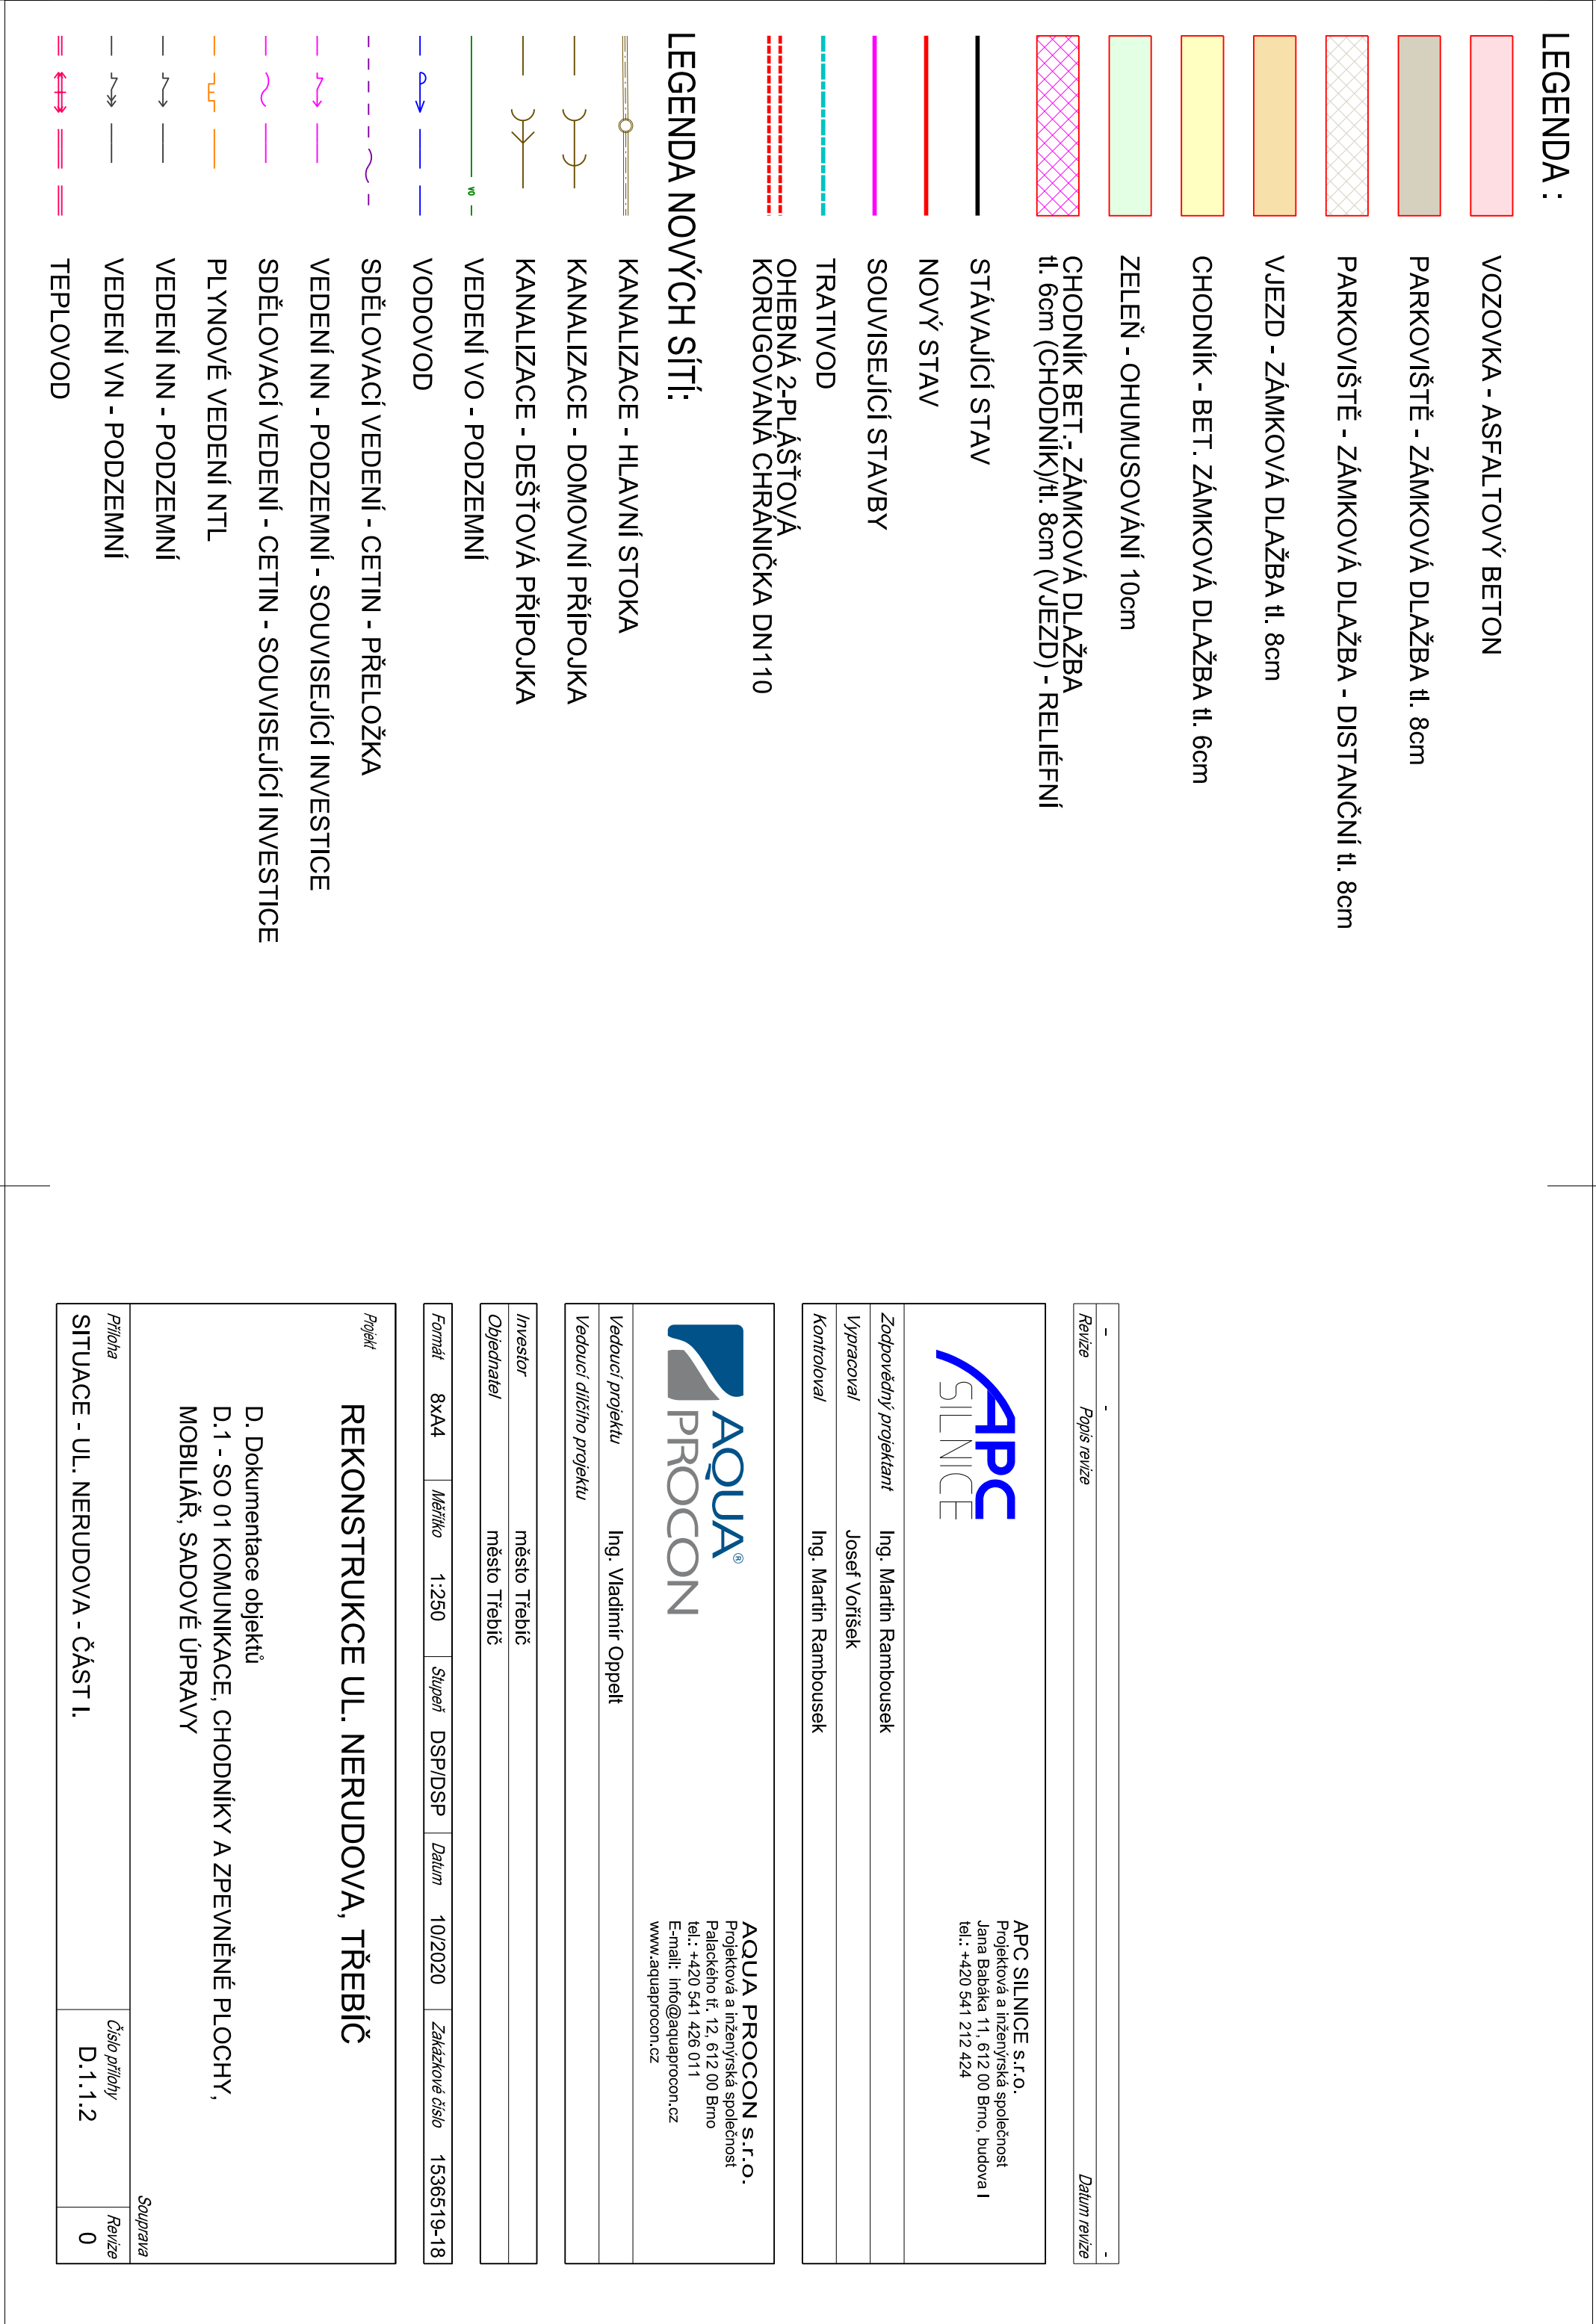 LEGENDA :
VOZOVKA - ASFALTOVÝ BETON
PARKOVIŠTĚ - ZÁMKOVÁ DLAŽBA tl. 8cm
PARKOVIŠTĚ - ZÁMKOVÁ DLAŽBA - DISTANČNÍ tl. 8cm
VJEZD - ZÁMKOVÁ DLAŽBA tl. 8cm
CHODNÍK - BET. ZÁMKOVÁ DLAŽBA tl. 6cm
ZELEŇ - OHUMUSOVÁNÍ 10cm
CHODNÍK BET.- ZÁMKOVÁ DLAŽBA
tl. 6cm (CHODNÍK)/tl. 8cm (VJEZD) - RELIÉFNÍ
STÁVAJÍCÍ STAV
NOVÝ STAV
SOUVISEJÍCÍ STAVBY
TRATIVOD
OHEBNÁ 2-PLÁŠŤOVÁ
KORUGOVANÁ CHRÁNIČKA DN110
LEGENDA NOVÝCH SÍTÍ:
KANALIZACE - HLAVNÍ STOKA
KANALIZACE - DOMOVNÍ PŘÍPOJKA
KANALIZACE - DEŠŤOVÁ PŘÍPOJKA
VO
VEDENÍ VO - PODZEMNÍ
VODOVOD
SDĚLOVACÍ VEDENÍ - CETIN - PŘELOŽKA
VEDENÍ NN - PODZEMNÍ - SOUVISEJÍCÍ INVESTICE
SDĚLOVACÍ VEDENÍ - CETIN - SOUVISEJÍCÍ INVESTICE
PLYNOVÉ VEDENÍ NTL
VEDENÍ NN - PODZEMNÍ
VEDENÍ VN - PODZEMNÍ
TEPLOVOD
- - -
Revize Popis revize Datum revize
APC
SILNICE
APC SILNICE s.r.o.
Projektová a inženýrská společnost
Jana Babáka 11, 612 00 Brno, budova I
tel.: +420 541 212 424
Zodpovědný projektant Ing. Martin Rambousek
Vypracoval Josef Voříšek
Kontroloval Ing. Martin Rambousek
AQUA®
PROCON
AQUA PROCON s.r.o.
Projektová a inženýrská společnost
Palackého tř. 12, 612 00 Brno
tel.: +420 541 426 011
E-mail: info@aquaprocon.cz
www.aquaprocon.cz
Vedoucí projektu Ing. Vladimír Oppelt
Vedoucí dílčího projektu
Investor město Třebíč
Objednatel město Třebíč
Formát 8xA4 Měřítko 1:250 Stupeň DSP/DSP Datum 10/2020 Zakázkové číslo 1536519-18
Projekt
REKONSTRUKCE UL. NERUDOVA, TŘEBÍČ
D. Dokumentace objektů
D.1 - SO 01 KOMUNIKACE, CHODNÍKY A ZPEVNĚNÉ PLOCHY,
MOBILIÁŘ, SADOVÉ ÚPRAVY
Souprava
Příloha Číslo přílohy Revize
SITUACE - UL. NERUDOVA - ČÁST I. D.1.1.2 0